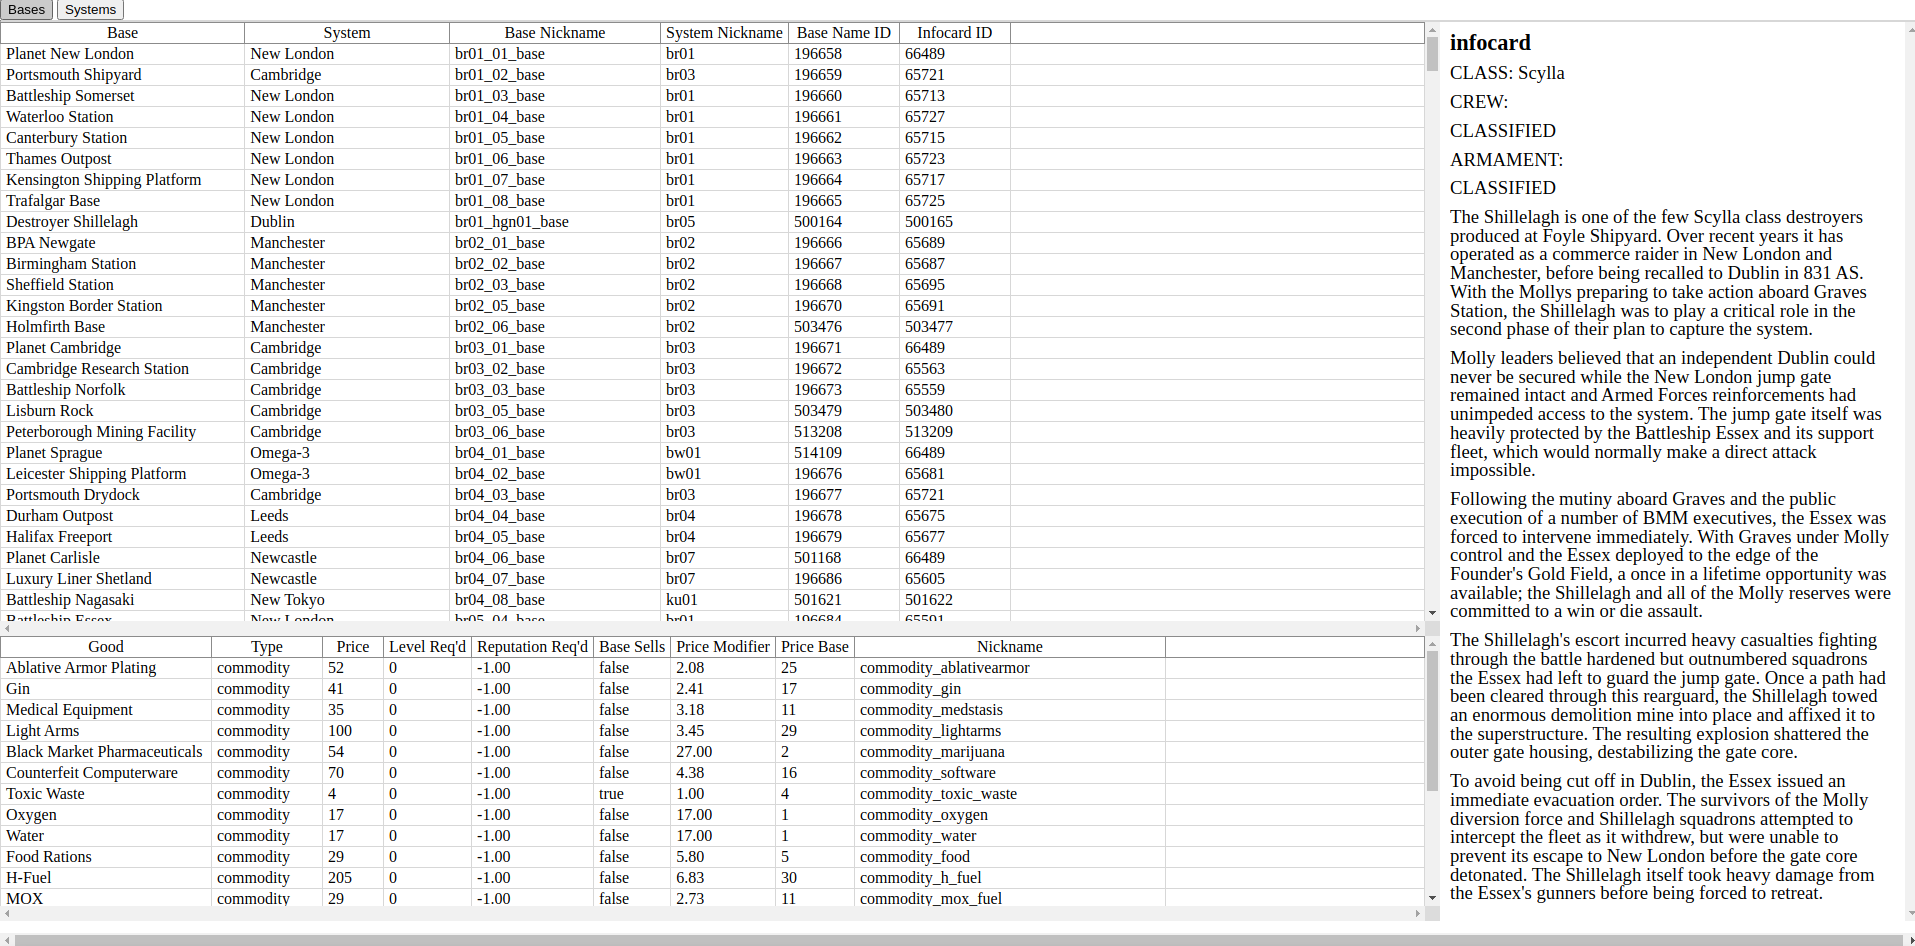 Bases Systems
Base System Base Nickname System Nickname Base Name ID Infocard ID
Planet New London New London br01_01_base br01 196658 66489
Portsmouth Shipyard Cambridge br01_02_base br03 196659 65721
Battleship Somerset New London br01_03_base br01 196660 65713
Waterloo Station New London br01_04_base br01 196661 65727
Canterbury Station New London br01_05_base br01 196662 65715
Thames Outpost New London br01_06_base br01 196663 65723
Kensington Shipping Platform New London br01_07_base br01 196664 65717
Trafalgar Base New London br01_08_base br01 196665 65725
Destroyer Shillelagh Dublin br01_hgn01_base br05 500164 500165
BPA Newgate Manchester br02_01_base br02 196666 65689
Birmingham Station Manchester br02_02_base br02 196667 65687
Sheffield Station Manchester br02_03_base br02 196668 65695
Kingston Border Station Manchester br02_05_base br02 196670 65691
Holmfirth Base Manchester br02_06_base br02 503476 503477
Planet Cambridge Cambridge br03_01_base br03 196671 66489
Cambridge Research Station Cambridge br03_02_base br03 196672 65563
Battleship Norfolk Cambridge br03_03_base br03 196673 65559
Lisburn Rock Cambridge br03_05_base br03 503479 503480
Peterborough Mining Facility Cambridge br03_06_base br03 513208 513209
Planet Sprague Omega-3 br04_01_base bw01 514109 66489
Leicester Shipping Platform Omega-3 br04_02_base bw01 196676 65681
Portsmouth Drydock Cambridge br04_03_base br03 196677 65721
Durham Outpost Leeds br04_04_base br04 196678 65675
Halifax Freeport Leeds br04_05_base br04 196679 65677
Planet Carlisle Newcastle br04_06_base br07 501168 66489
Luxury Liner Shetland Newcastle br04_07_base br07 196686 65605
Battleship Nagasaki New Tokyo br04_08_base ku01 501621 501622
Battleship Essex New London br05_04_base br01 196684 65591
Good Type Price Level Req'd Reputation Req'd Base Sells Price Modifier Price Base Nickname
Ablative Armor Plating commodity 52 0 -1.00 false 2.08 25 commodity_ablativearmor
Gin commodity 41 0 -1.00 false 2.41 17 commodity_gin
Medical Equipment commodity 35 0 -1.00 false 3.18 11 commodity_medstasis
Light Arms commodity 100 0 -1.00 false 3.45 29 commodity_lightarms
Black Market Pharmaceuticals commodity 54 0 -1.00 false 27.00 2 commodity_marijuana
Counterfeit Computerware commodity 70 0 -1.00 false 4.38 16 commodity_software
Toxic Waste commodity 4 0 -1.00 true 1.00 4 commodity_toxic_waste
Oxygen commodity 17 0 -1.00 false 17.00 1 commodity_oxygen
Water commodity 17 0 -1.00 false 17.00 1 commodity_water
Food Rations commodity 29 0 -1.00 false 5.80 5 commodity_food
H-Fuel commodity 205 0 -1.00 false 6.83 30 commodity_h_fuel
MOX commodity 29 0 -1.00 false 2.73 11 commodity_mox_fuel
infocard
CLASS: Scylla
CREW:
CLASSIFIED
ARMAMENT:
CLASSIFIED
The Shillelagh is one of the few Scylla class destroyers
produced at Foyle Shipyard. Over recent years it has
operated as a commerce raider in New London and
Manchester, before being recalled to Dublin in 831 AS.
With the Mollys preparing to take action aboard Graves
Station, the Shillelagh was to play a critical role in the
second phase of their plan to capture the system.
Molly leaders believed that an independent Dublin could
never be secured while the New London jump gate
remained intact and Armed Forces reinforcements had
unimpeded access to the system. The jump gate itself was
heavily protected by the Battleship Essex and its support
fleet, which would normally make a direct attack
impossible.
Following the mutiny aboard Graves and the public
execution of a number of BMM executives, the Essex was
forced to intervene immediately. With Graves under Molly
control and the Essex deployed to the edge of the
Founder's Gold Field, a once in a lifetime opportunity was
available; the Shillelagh and all of the Molly reserves were
committed to a win or die assault.
The Shillelagh's escort incurred heavy casualties fighting
through the battle hardened but outnumbered squadrons
the Essex had left to guard the jump gate. Once a path had
been cleared through this rearguard, the Shillelagh towed
an enormous demolition mine into place and affixed it to
the superstructure. The resulting explosion shattered the
outer gate housing, destabilizing the gate core.
To avoid being cut off in Dublin, the Essex issued an
immediate evacuation order. The survivors of the Molly
diversion force and Shillelagh squadrons attempted to
intercept the fleet as it withdrew, but were unable to
prevent its escape to New London before the gate core
detonated. The Shillelagh itself took heavy damage from
the Essex's gunners before being forced to retreat.